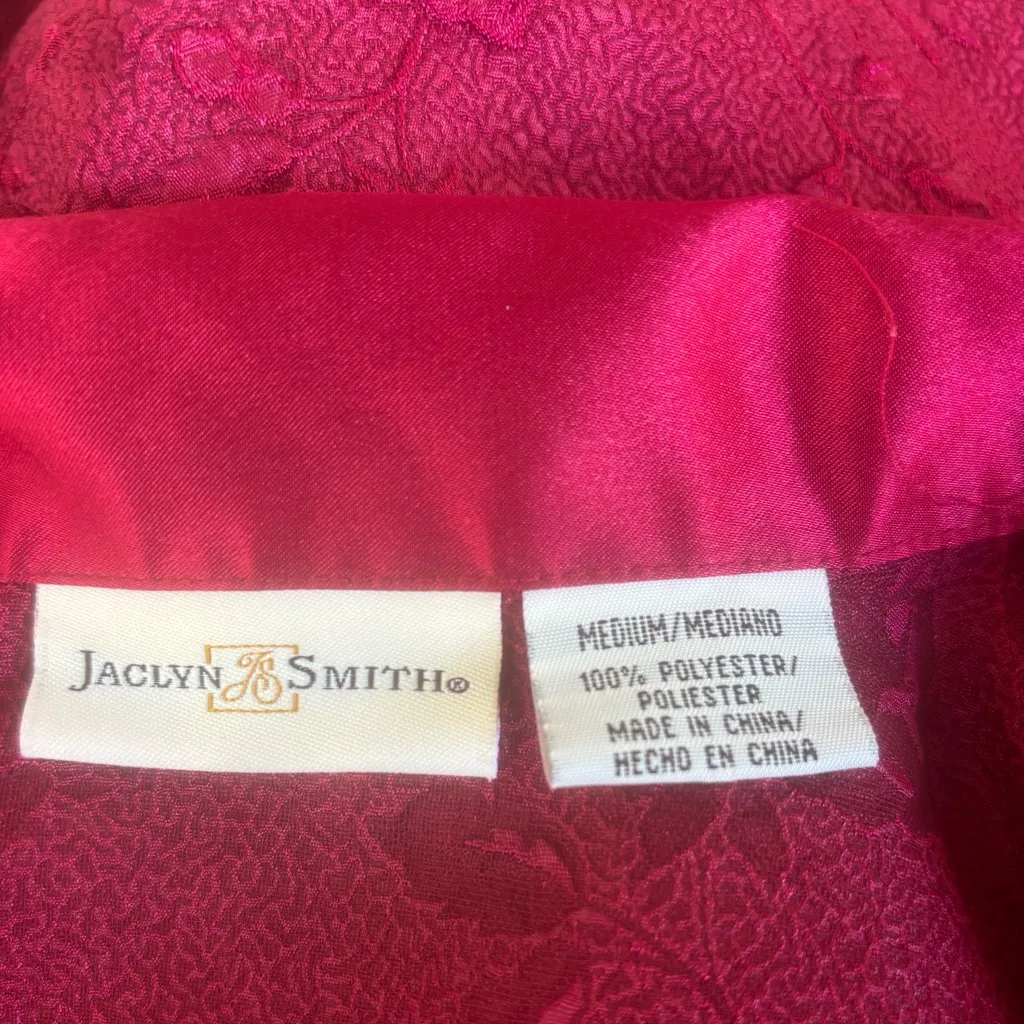 JACLYN JS SMITH®
MEDIUM/MEDIANO
100% POLYESTER/
POLIESTER
MADE IN CHINA/
HECHO EN CHINA